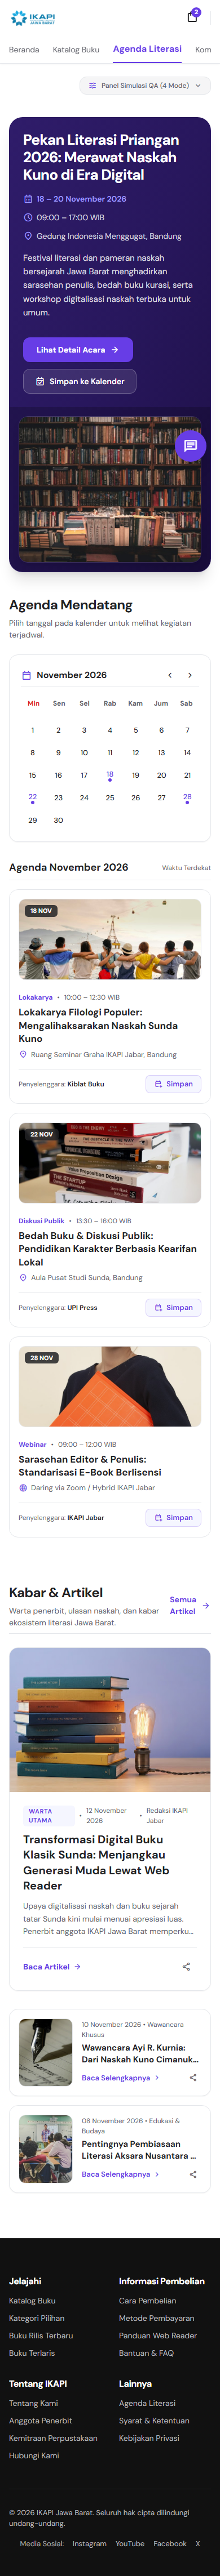 IKAPI
JAWA BARAT
2
Beranda
Katalog Buku
Agenda Literasi
Kom
Panel Simulasi QA (4 Mode)
Pekan Literasi Priangan
2026: Merawat Naskah
Kuno di Era Digital
18 – 20 November 2026
09:00 – 17:00 WIB
Gedung Indonesia Menggugat, Bandung
Festival literasi dan pameran naskah
bersejarah Jawa Barat menghadirkan
sarasehan penulis, bedah buku kuras, serta
workshop etika digitalisasi naskah terbuka untuk
umum.
Lihat Detail Acara
Simpan ke Kalender
Agenda Mendatang
Pilih tanggal pada kalender untuk melihat kegiatan
terjadwal.
November 2026
Min Sen Sel Rab Kam Jum Sab
1 2 3 4 5 6 7
8 9 10 11 12 13 14
15 16 17 18 19 20 21
22 23 24 25 26 27 28
29 30
Agenda November 2026
Waktu Terdekat
18 NOV
Lokakarya • 10:00 – 12:30 WIB
Lokakarya Filologi Populer:
Mengalihaksarakan Naskah Sunda
Kuno
Ruang Seminar Graha IKAPI Jabar, Bandung
Penyelenggara: Kiblat Buku
Simpan
22 NOV
Diskusi Publik • 13:30 – 16:00 WIB
Bedah Buku & Diskusi Publik:
Pendidikan Karakter Berbasis Kearifan
Lokal
Aula Pusat Studi Sunda, Bandung
Penyelenggara: UPI Press
Simpan
28 NOV
Webinar • 09:00 – 12:00 WIB
Sarasehan Editor & Penulis:
Standarisasi E-Book Berlisensi
Daring via Zoom / Hybrid IKAPI Jabar
Penyelenggara: IKAPI Jabar
Simpan
Kabar & Artikel
Warta penerbit, ulasan naskah, dan kabar
ekosistem literasi Jawa Barat.
Semua
Artikel
WARTA
UTAMA
• 12 November
2026
• Redaksi IKAPI
Jabar
Transformasi Digital Buku
Klasik Sunda: Menjangkau
Generasi Muda Lewat Web
Reader
Upaya digitalisasi naskah dan buku sejarah
tatar Sunda kini mulai menuai apresiasi luas.
Penerbit anggota IKAPI Jabar memperku...
Baca Artikel
10 November 2026 • Wawancara
Khusus
Wawancara Ayi R. Kurnia:
Dari Naskah Kuno Cimanuk...
Baca Selengkapnya
08 November 2026 • Edukasi &
Budaya
Pentingnya Pembiasaan
Literasi Aksara Nusantara ...
Baca Selengkapnya
Jelajahi
Katalog Buku
Kategori Pilihan
Buku Rilis Terbaru
Buku Terlaris
Informasi Pembelian
Cara Pembelian
Metode Pembayaran
Panduan Web Reader
Bantuan & FAQ
Tentang IKAPI
Tentang Kami
Anggota Penerbit
Kemitraan Perpustakaan
Hubungi Kami
Lainnya
Agenda Literasi
Syarat & Ketentuan
Kebijakan Privasi
© 2026 IKAPI Jawa Barat. Seluruh hak cipta dilindungi
undang-undang.
Media Sosial: Instagram YouTube Facebook X